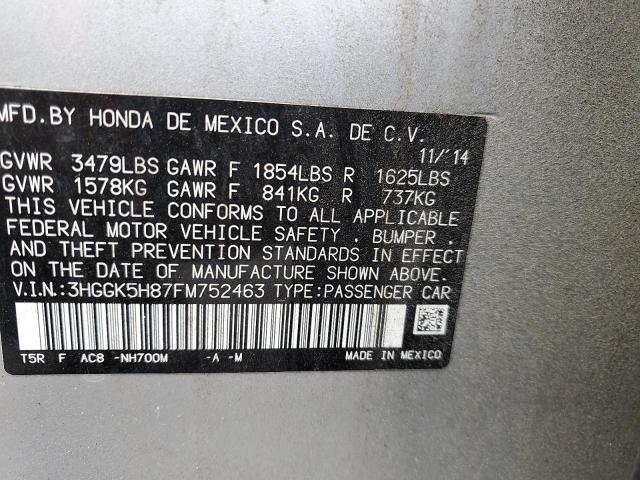 MFD.BY HONDA DE MEXICO S.A. DE C.V.
11/'14
GVWR 3479LBS GAWR F 1854LBS R 1625LBS
GVWR 1578KG GAWR F 841KG R 737KG
THIS VEHICLE CONFORMS TO ALL APPLICABLE
FEDERAL MOTOR VEHICLE SAFETY , BUMPER ,
AND THEFT PREVENTION STANDARDS IN EFFECT
ON THE DATE OF MANUFACTURE SHOWN ABOVE.
V.I.N.:3HGGK5H87FM752463 TYPE:PASSENGER CAR
T5R F AC8 -NH700M -A -M MADE IN MEXICO